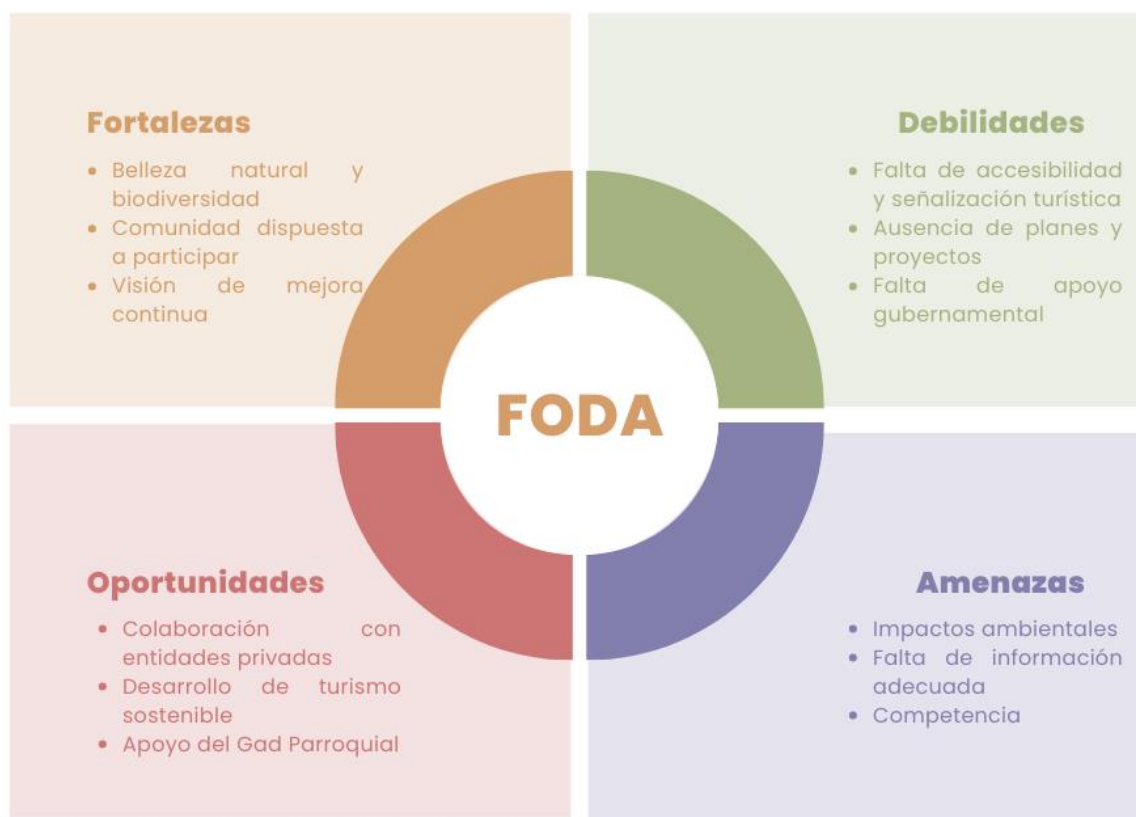 Fortalezas
• Belleza natural y
biodiversidad
• Comunidad dispuesta
a participar
• Visión de mejora
continua
Debilidades
• Falta de accesibilidad
y señalización turística
• Ausencia de planes y
proyectos
• Falta de apoyo
gubernamental
FODA
Oportunidades
• Colaboración con
entidades privadas
• Desarrollo de turismo
sostenible
• Apoyo del Gad Parroquial
Amenazas
• Impactos ambientales
• Falta de información
adecuada
• Competencia